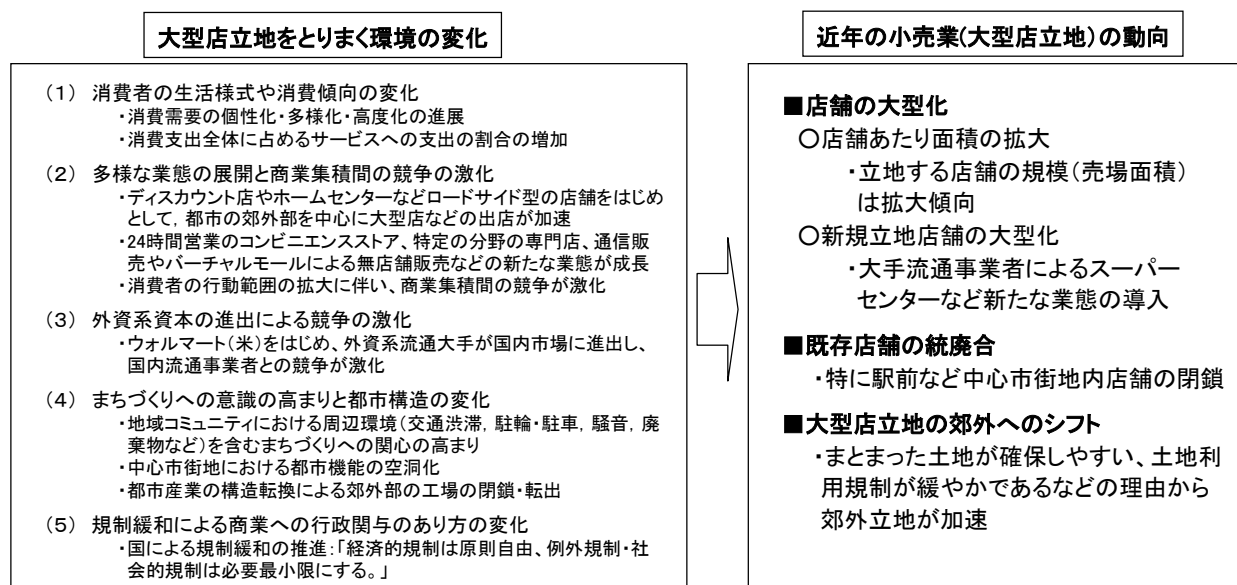 大型店立地をとりまく環境の変化
(1) 消費者の生活様式や消費傾向の変化
・消費需要の個性化・多様化・高度化の進展
・消費支出全体に占めるサービスへの支出の割合の増加
(2) 多様な業態の展開と商業集積間の競争の激化
・ディスカウント店やホームセンターなどロードサイド型の店舗をはじめ
として，都市の郊外部を中心に大型店などの出店が加速
・24時間営業のコンビニエンスストア、特定の分野の専門店、通信販
売やバーチャルモールによる無店舗販売などの新たな業態が成長
・消費者の行動範囲の拡大に伴い、商業集積間の競争が激化
(3) 外資系資本の進出による競争の激化
・ウォルマート(米)をはじめ、外資系流通大手が国内市場に進出し、
国内流通事業者との競争が激化
(4) まちづくりへの意識の高まりと都市構造の変化
・地域コミュニティにおける周辺環境(交通渋滞，駐輪・駐車，騒音，廃
棄物など)を含むまちづくりへの関心の高まり
・中心市街地における都市機能の空洞化
・都市産業の構造転換による郊外部の工場の閉鎖・転出
(5) 規制緩和による商業への行政関与のあり方の変化
・国による規制緩和の推進:「経済的規制は原則自由、例外規制・社
会的規制は必要最小限にする。」
近年の小売業(大型店立地)の動向
■店舗の大型化
○店舗あたり面積の拡大
・立地する店舗の規模(売場面積)
は拡大傾向
○新規立地店舗の大型化
・大手流通事業者によるスーパー
センターなど新たな業態の導入
■既存店舗の統廃合
・特に駅前など中心市街地内店舗の閉鎖
■大型店立地の郊外へのシフト
・まとまった土地が確保しやすい、土地利
用規制が緩やかであるなどの理由から
郊外立地が加速